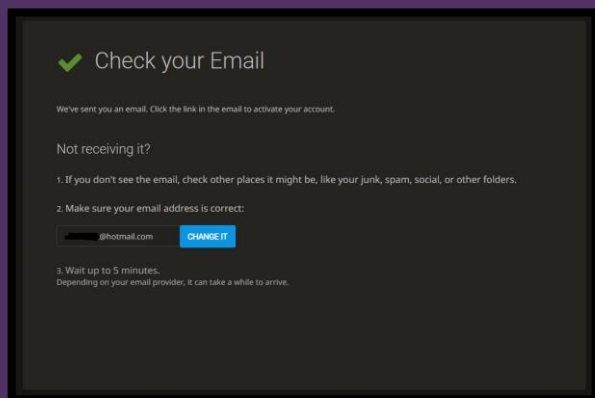 Check your Email
We've sent you an email. Click the link in the email to activate your account.
Not receiving it?
1. If you don't see the email, check other places it might be, like your junk, spam, social, or other folders.
2. Make sure your email address is correct:
@hotmail.com CHANGE IT
3. Wait up to 5 minutes.
Depending on your email provider, it can take a while to arrive.